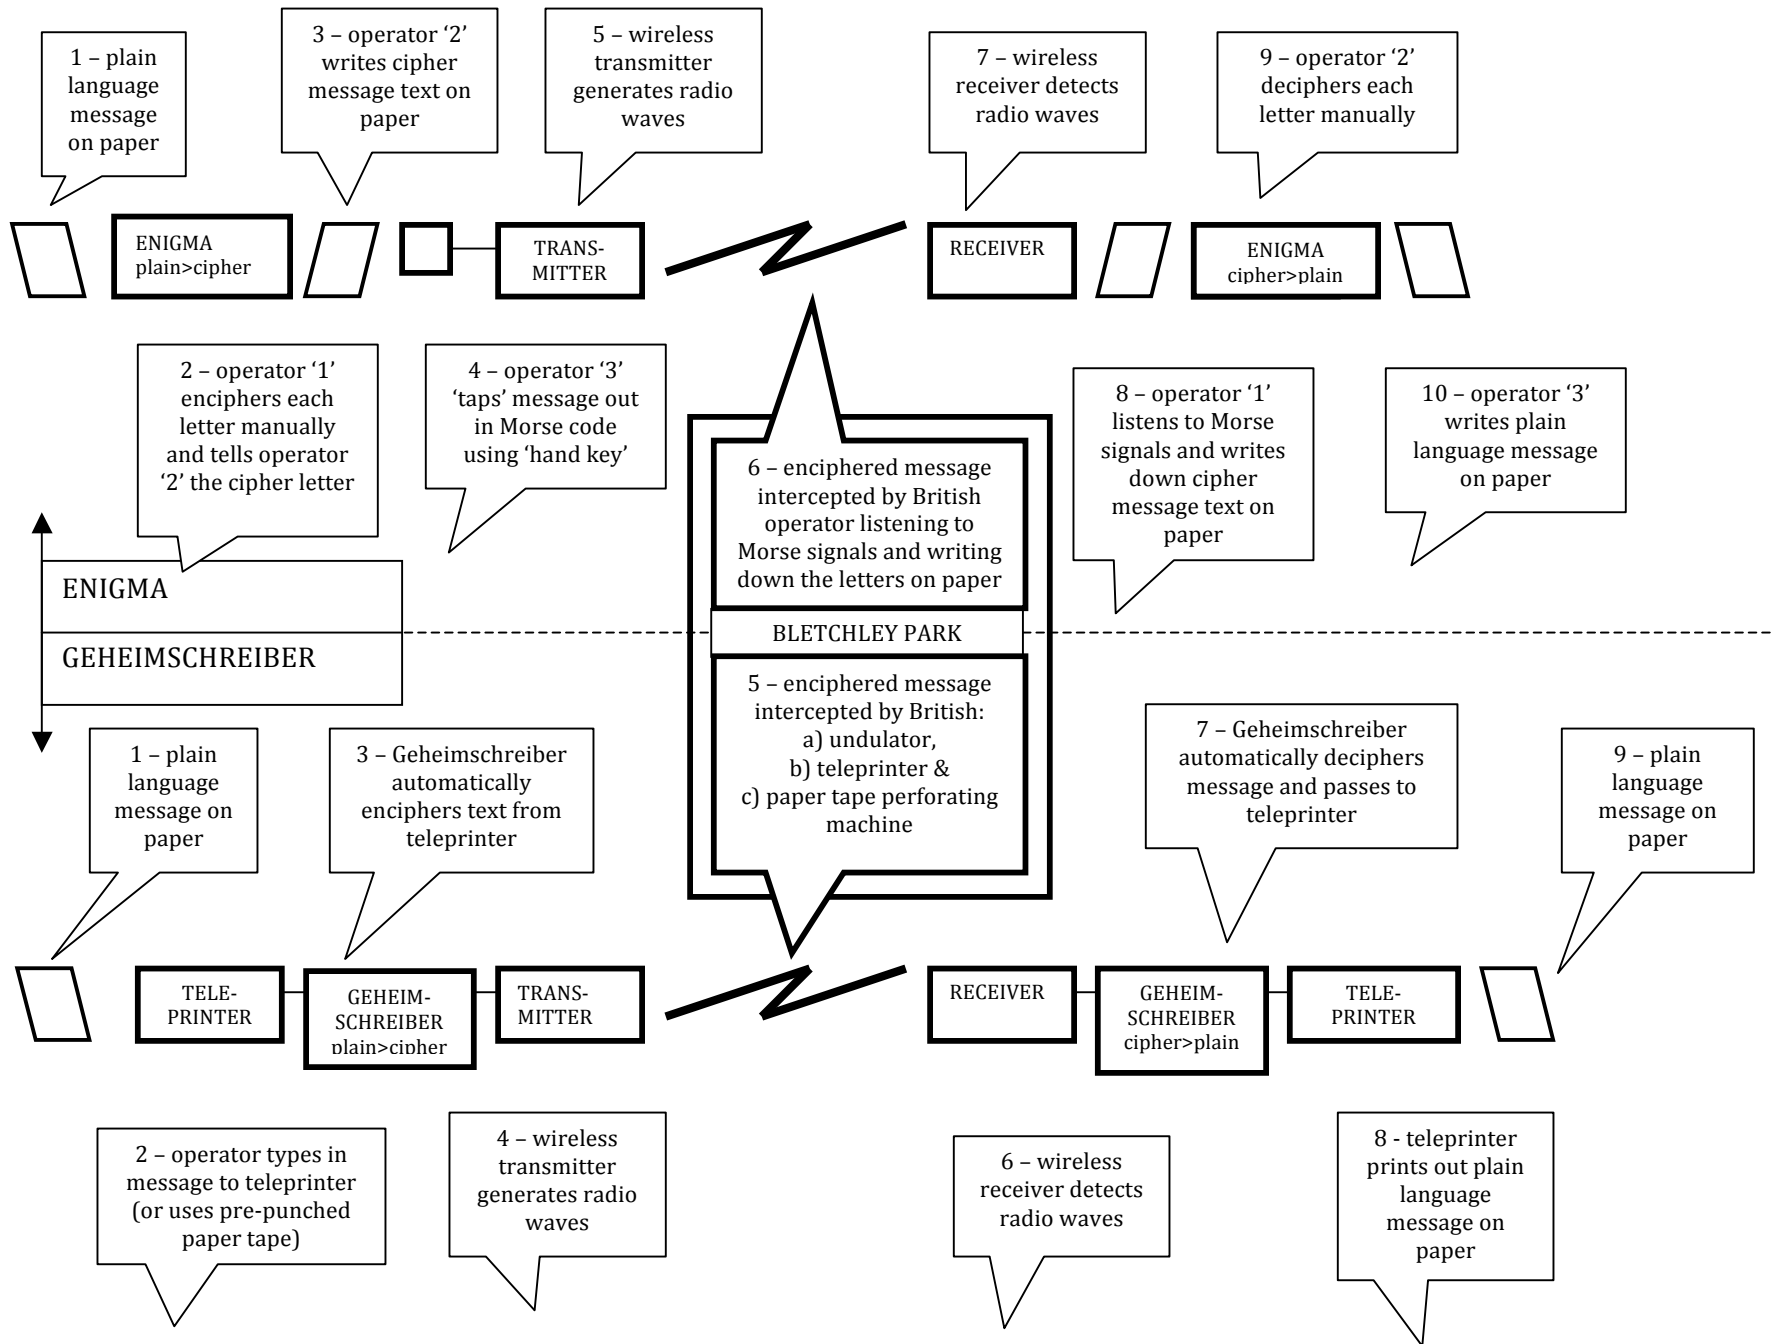 1 – plain
language
message
on paper
3 – operator ‘2’
writes cipher
message text on
paper
5 – wireless
transmitter
generates radio
waves
7 – wireless
receiver detects
radio waves
9 – operator ‘2’
deciphers each
letter manually
ENIGMA
plain>cipher
TRANS-
MITTER
RECEIVER
ENIGMA
cipher>plain
2 – operator ‘1’
enciphers each
letter manually
and tells operator
‘2’ the cipher letter
4 – operator ‘3’
‘taps’ message out
in Morse code
using ‘hand key’
6 – enciphered message
intercepted by British
operator listening to
Morse signals and writing
down the letters on paper
8 – operator ‘1’
listens to Morse
signals and writes
down cipher
message text on
paper
10 – operator ‘3’
writes plain
language message
on paper
ENIGMA
BLETCHLEY PARK
GEHEIMSCHREIBER
1 – plain
language
message on
paper
3 – Geheimschreiber
automatically
enciphers text from
teleprinter
5 – enciphered message
intercepted by British:
a) undulator,
b) teleprinter &
c) paper tape perforating
machine
7 – Geheimschreiber
automatically deciphers
message and passes to
teleprinter
9 – plain
language
message on
paper
TELE-
PRINTER
GEHEIM-
SCHREIBER
plain>cipher
TRANS-
MITTER
RECEIVER
GEHEIM-
SCHREIBER
cipher>plain
TELE-
PRINTER
2 – operator types in
message to teleprinter
(or uses pre-punched
paper tape)
4 – wireless
transmitter
generates radio
waves
6 – wireless
receiver detects
radio waves
8 - teleprinter
prints out plain
language
message on
paper